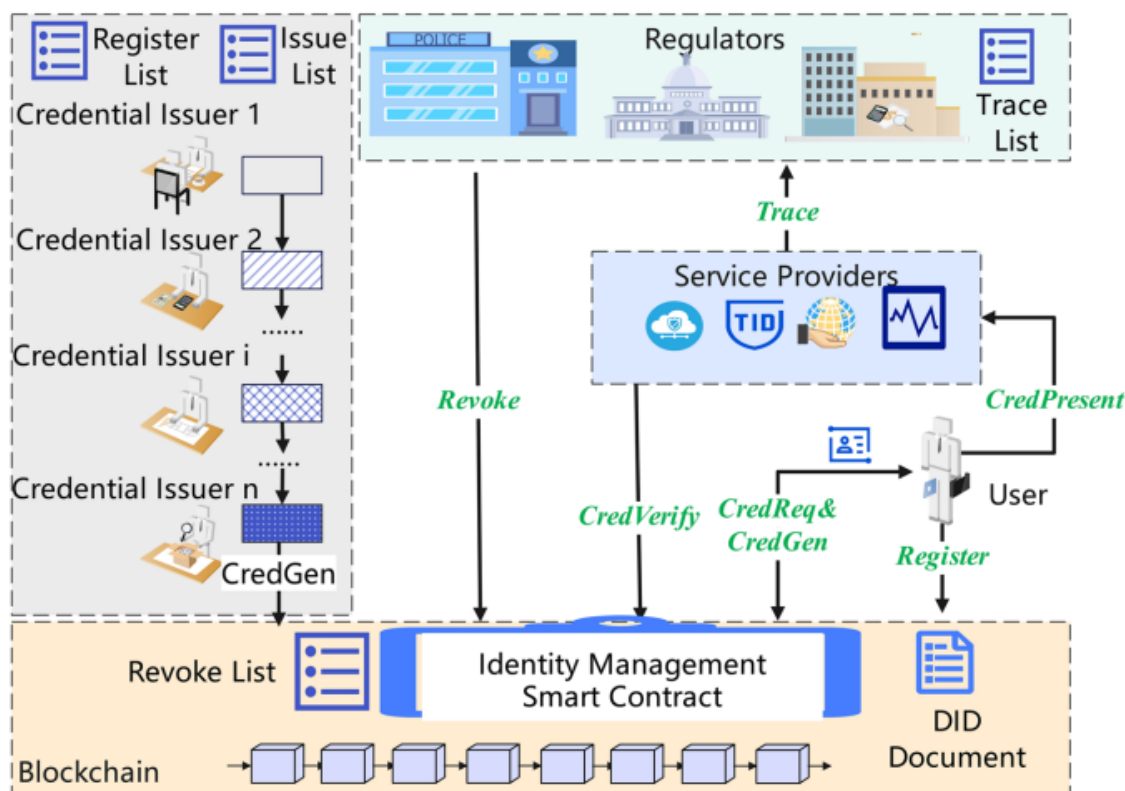 Register
List
Issue
List
Credential Issuer 1
Credential Issuer 2
......
Credential Issuer i
......
Credential Issuer n
CredGen
POLICE
Regulators
Trace
List
Trace
Service Providers
TID
Revoke
CredPresent
CredVerify
CredReq&
CredGen
User
Register
Revoke List
Identity Management
Smart Contract
DID
Document
Blockchain